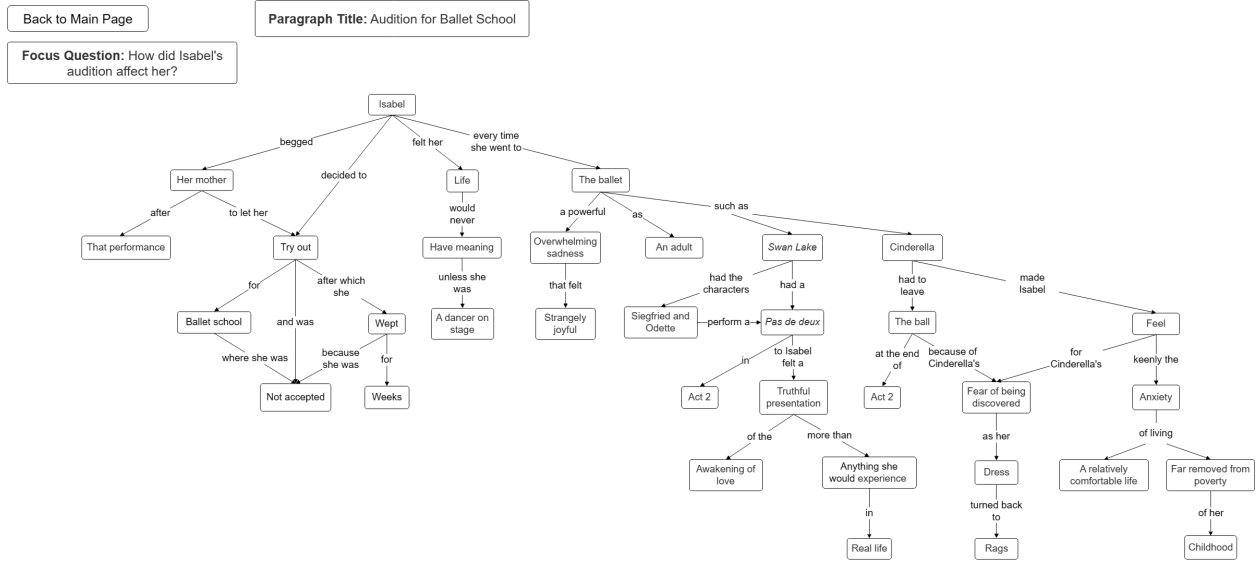 Back to Main Page
Paragraph Title: Audition for Ballet School
Focus Question: How did Isabel's
audition affect her?
Isabel
begged
felt her
every time
she went to
Her mother
decided to
Life
The ballet
after
to let her
would
never
a powerful
as
such as
That performance
Try out
Have meaning
Overwhelming
sadness
An adult
Swan Lake
Cinderella
for
after which
she
unless she
was
that felt
had the
characters
had a
had to
leave
made
Isabel
Ballet school
and was
Wept
A dancer on
stage
Strangely
joyful
Siegfried and
Odette
perform a
Pas de deux
The ball
Feel
where she was
because
she was
for
in
to Isabel
felt a
at the end
of
because of
Cinderella's
for
Cinderella's
keenly the
Not accepted
Weeks
Act 2
Truthful
presentation
Act 2
Fear of being
discovered
Anxiety
of the
more than
as her
of living
Awakening of
love
Anything she
would experience
Dress
A relatively
comfortable life
Far removed from
poverty
in
turned back
to
of her
Real life
Rags
Childhood